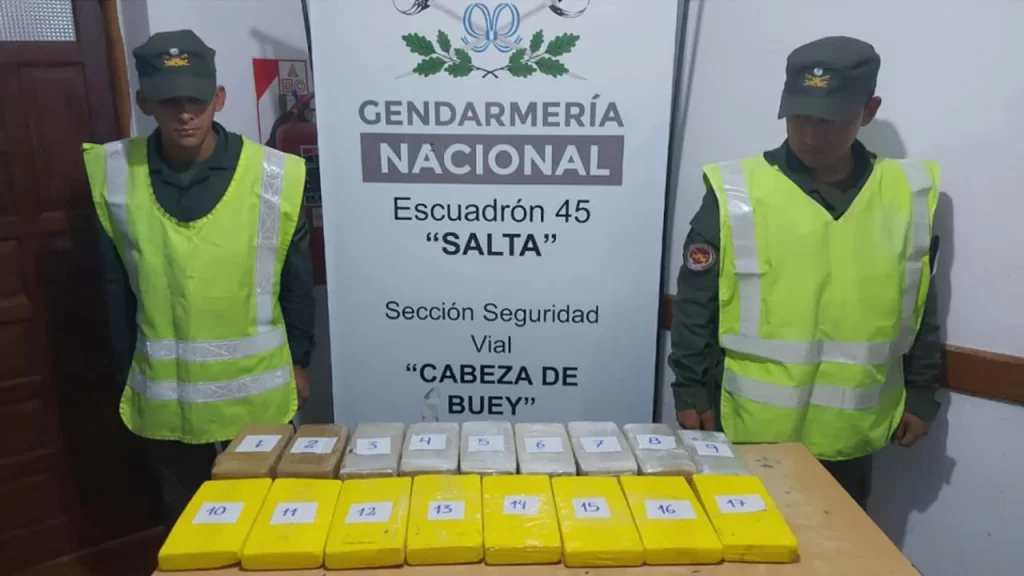 GENDARMERÍA
NACIONAL
Escuadrón 45
“SALTA”
Sección Seguridad
Vial
“CABEZA DE
BUEY”
1 2 3 4 5 6 7 8 9
10 11 12 13 14 15 16 17